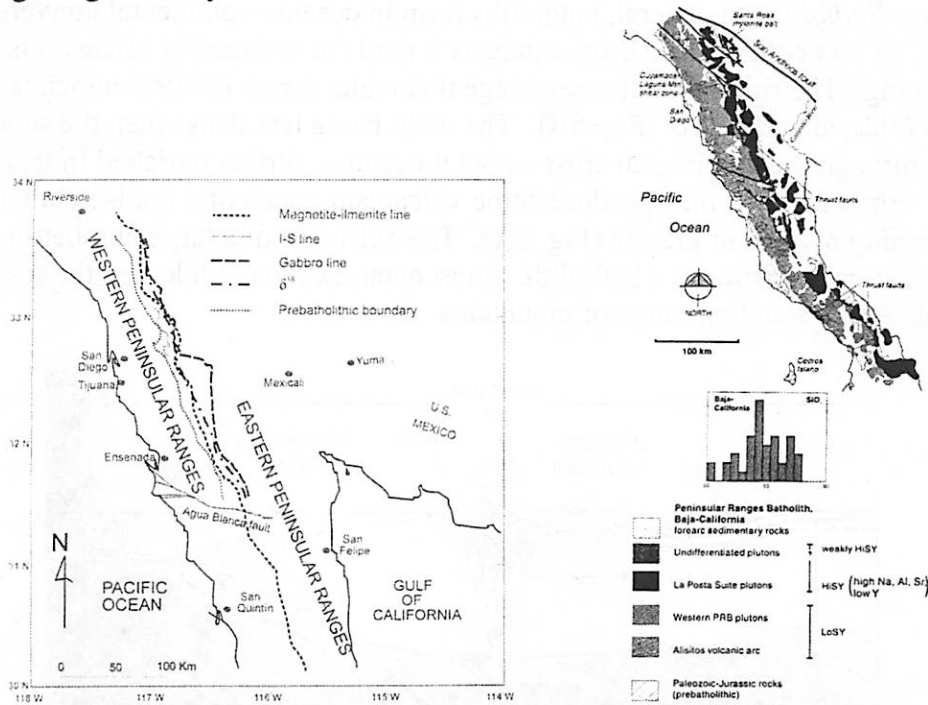 Santa Rosa
mylonite belt
San Andreas fault
Cuyamaca
Laguna Mts
shear zone
San
Diego
Pacific
Ocean
Thrust faults
Thrust faults
NORTH
100 km
Cedros
Island
34 N
Riverside
WESTERN PENINSULAR RANGES
Magnetite-ilmenite line
I-S line
Gabbro line
Prebatholithic boundary
33 N
San
Diego
Tijuana
Mexicali
Yuma
U.S.
MEXICO
EASTERN PENINSULAR RANGES
32 N
Ensenada
Agua Blanca fault
San
Felipe
N
31 N
PACIFIC
OCEAN
San
Quintin
GULF
OF
CALIFORNIA
0 50 100 Km
30 N
118 W 117 W 116 W 115 W 114 W
Baja-
California
SiO2
Peninsular Ranges Batholith,
Baja-California
forearc sedimentary rocks
Undifferentiated plutons
weakly HiSY
La Posta Suite plutons
HiSY (high Na, Al, Sr,
low Y)
Western PRB plutons
LoSY
Alisitos volcanic arc
Paleozoic-Jurassic rocks
(prebatholithic)